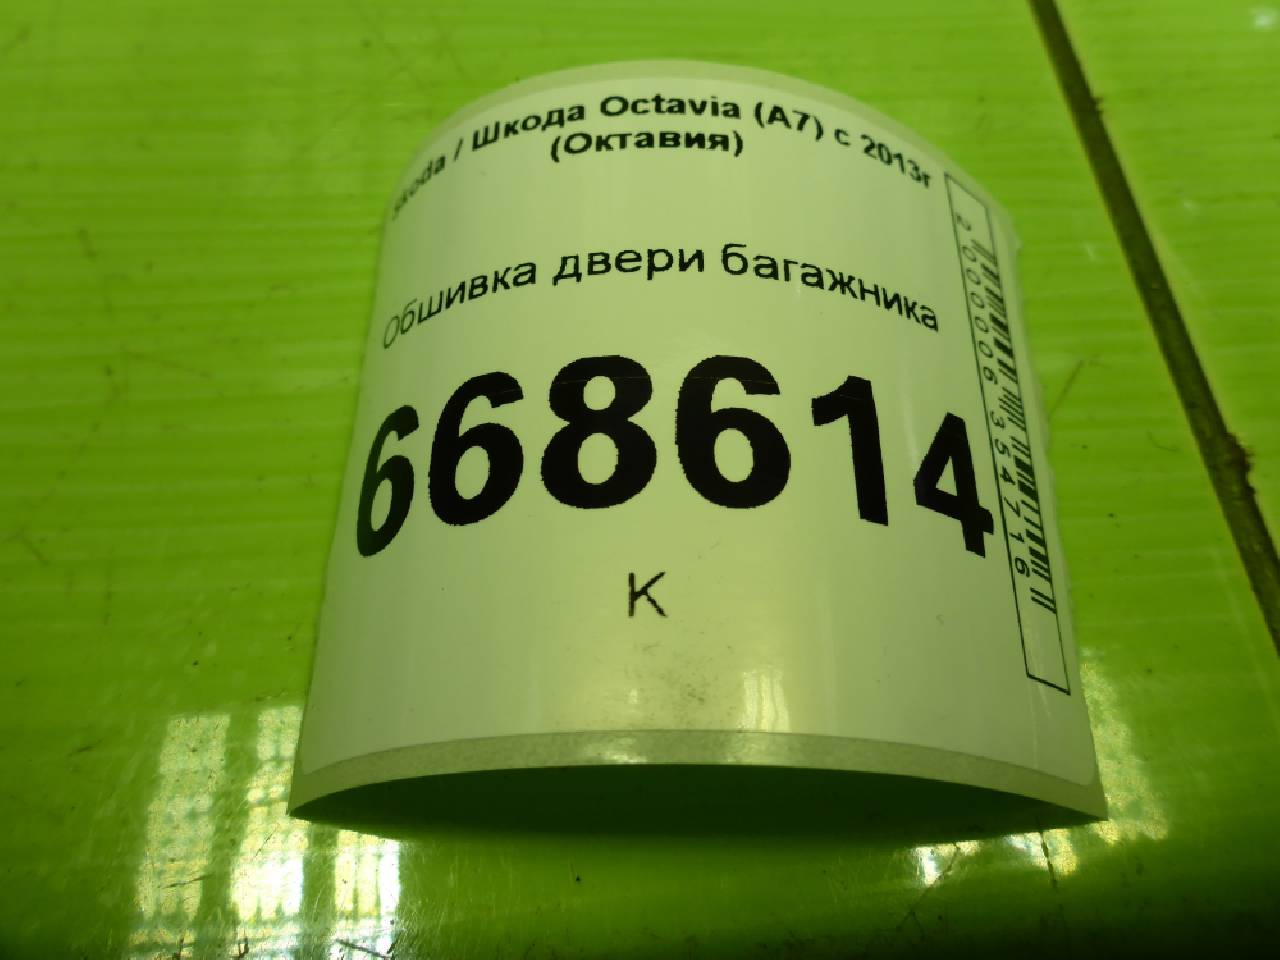 Skoda / Шкода Octavia (A7) с 2013г
(Октавия)
Обшивка двери багажника
668614
К
2000006354716